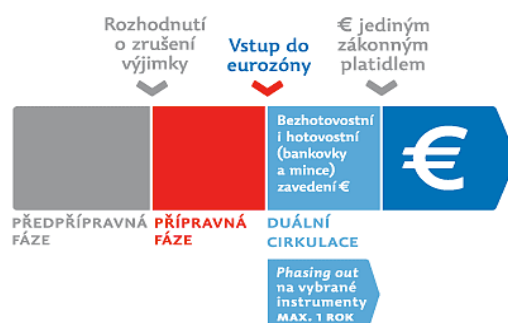 Rozhodnutí
o zrušení
výjimky
Vstup do
eurozóny
€ jediným
zákonným
platidlem
Bezhotovostní
i hotovostní
(bankovky
a mince)
zavedení €
€
PŘEDPŘÍPRAVNÁ
FÁZE
PŘÍPRAVNÁ
FÁZE
DUÁLNÍ
CIRKULACE
Phasing out
na vybrané
instrumenty
MAX. 1 ROK